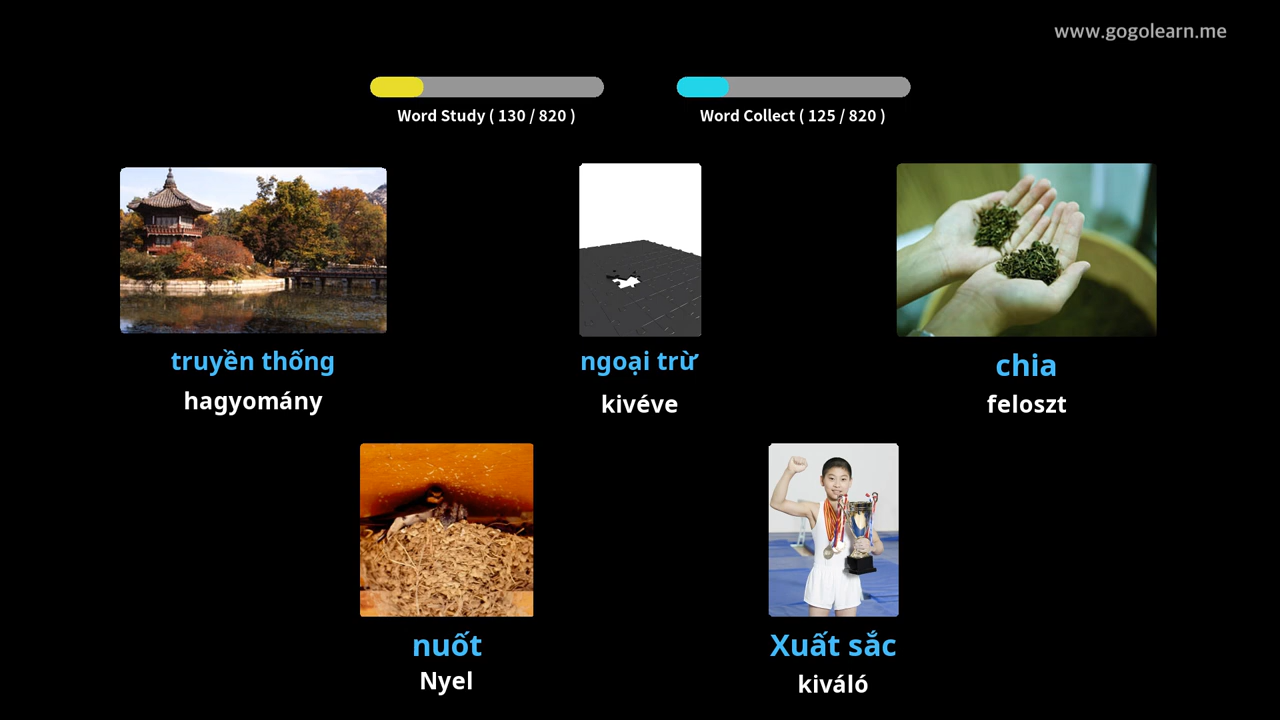 www.gogolearn.me
Word Study ( 130 / 820 )
Word Collect ( 125 / 820 )
truyền thống
hagyomány
ngoại trừ
kivéve
chia
feloszt
nuốt
Nyel
Xuất sắc
kiváló